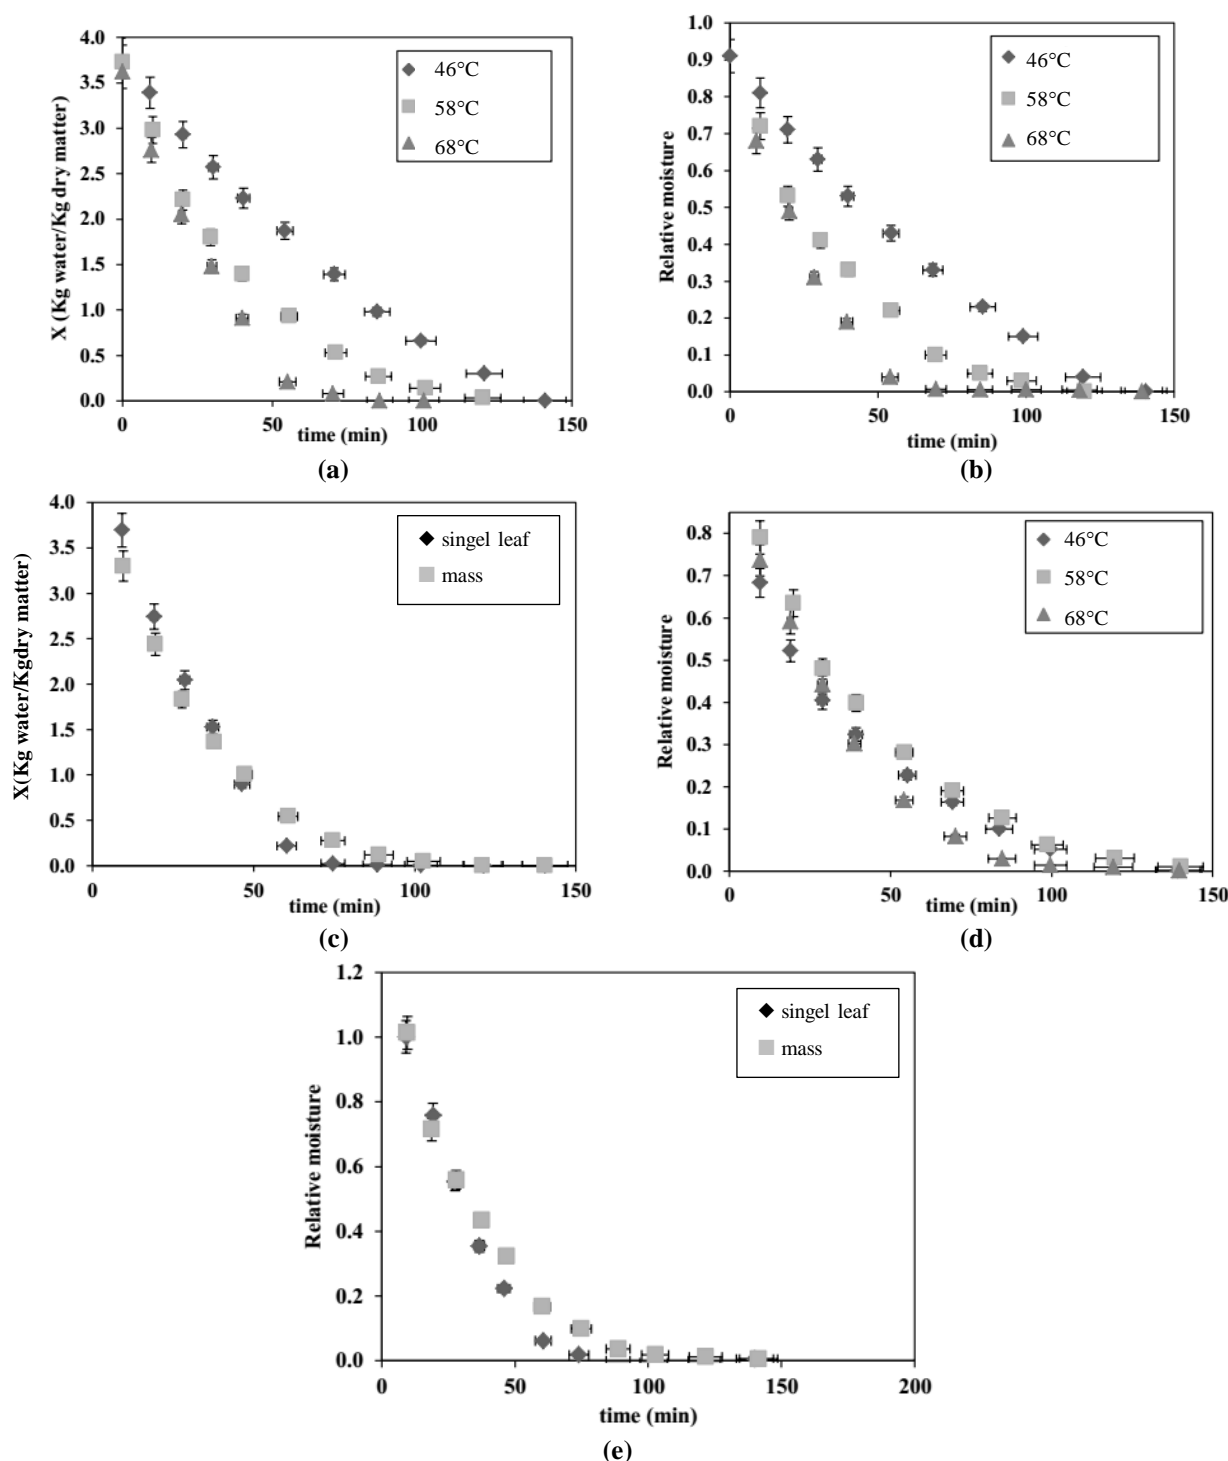 X (Kg water/Kg dry matter)
4.0
3.5
3.0
2.5
2.0
1.5
1.0
0.5
0.0
46°C
58°C
68°C
0 50 100 150
time (min)
(a)
Relative moisture
1.0
0.9
0.8
0.7
0.6
0.5
0.4
0.3
0.2
0.1
0.0
46°C
58°C
68°C
0 50 100 150
time (min)
(b)
X(Kg water/Kgdry matter)
4.0
3.5
3.0
2.5
2.0
1.5
1.0
0.5
0.0
singel leaf
mass
0 50 100 150
time (min)
(c)
Relative moisture
0.8
0.7
0.6
0.5
0.4
0.3
0.2
0.1
0.0
46°C
58°C
68°C
0 50 100 150
time (min)
(d)
Relative moisture
1.2
1.0
0.8
0.6
0.4
0.2
0.0
singel leaf
mass
0 50 100 150 200
time (min)
(e)